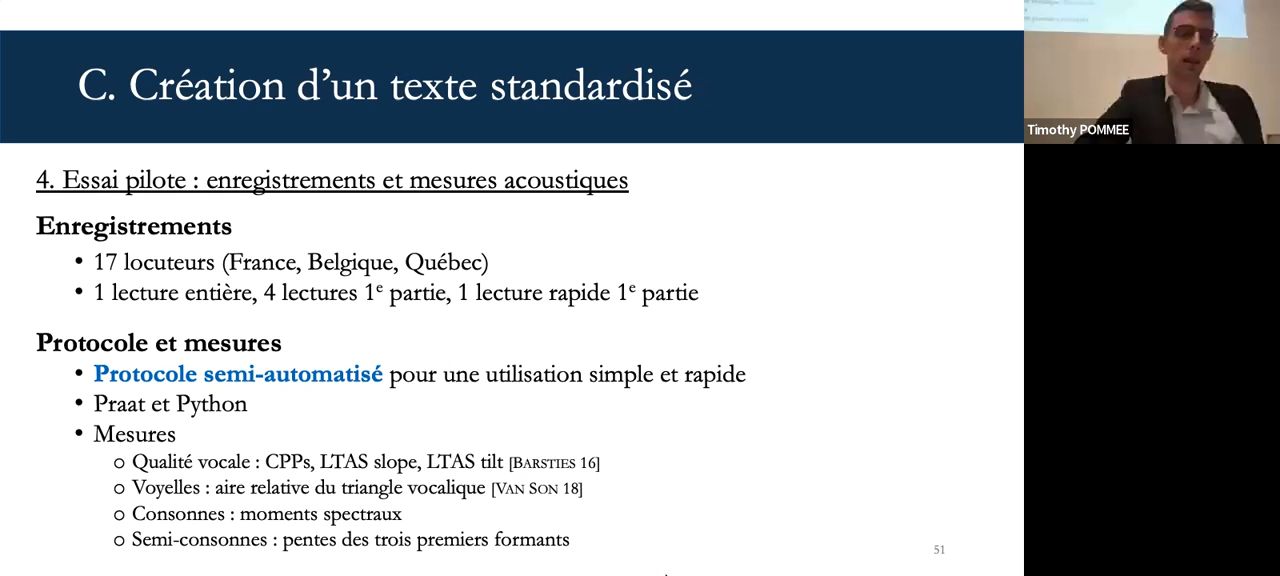 C. Création d’un texte standardisé
Timothy POMMEE
4. Essai pilote : enregistrements et mesures acoustiques
Enregistrements
• 17 locuteurs (France, Belgique, Québec)
• 1 lecture entière, 4 lectures 1e partie, 1 lecture rapide 1e partie
Protocole et mesures
• Protocole semi-automatisé pour une utilisation simple et rapide
• Praat et Python
• Mesures
o Qualité vocale : CPPs, LTAS slope, LTAS tilt [BARSTIES 16]
o Voyelles : aire relative du triangle vocalique [VAN SON 18]
o Consonnes : moments spectraux
o Semi-consonnes : pentes des trois premiers formants
51